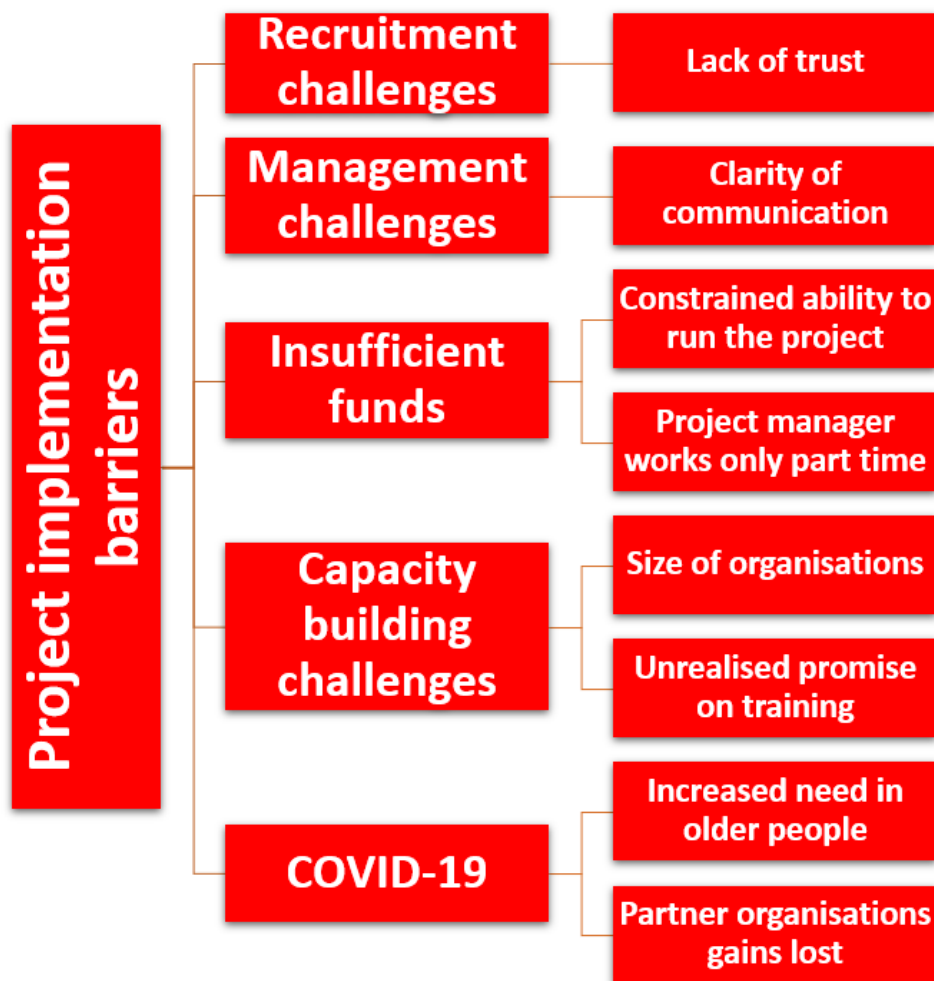 Project implementation
barriers
Recruitment
challenges
Lack of trust
Management
challenges
Clarity of
communication
Insufficient
funds
Constrained ability to
run the project
Project manager
works only part time
Capacity
building
challenges
Size of organisations
Unrealised promise
on training
COVID-19
Increased need in
older people
Partner organisations
gains lost